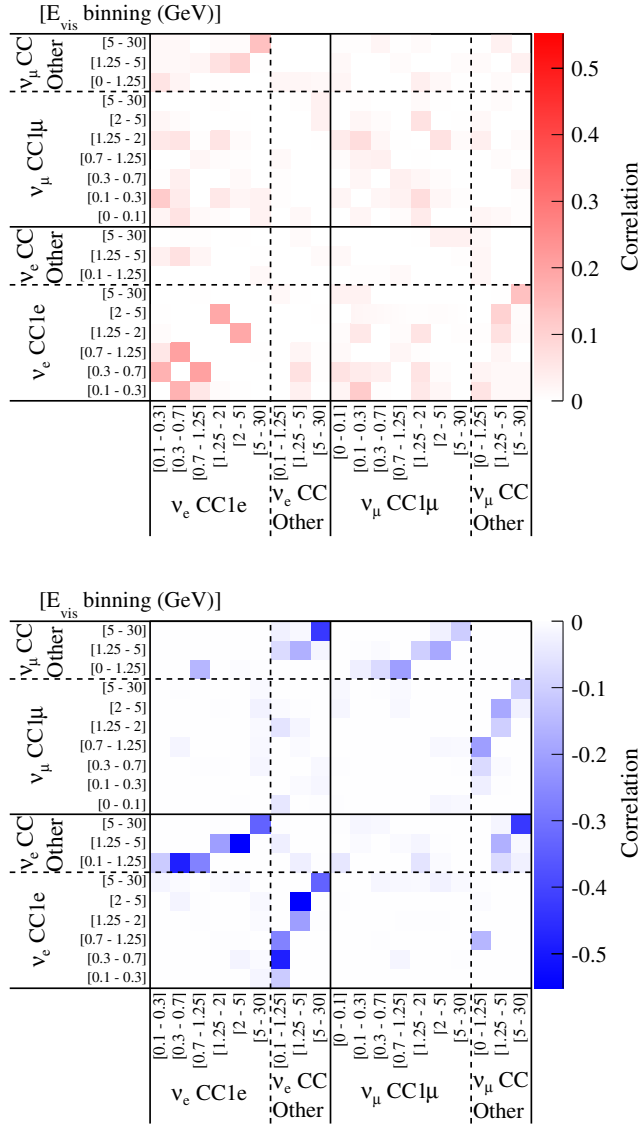 [E_vis binning (GeV)]
ν_μ CC Other
[5 - 30]
[1.25 - 5]
[0 - 1.25]
ν_μ CC1μ
[5 - 30]
[2 - 5]
[1.25 - 2]
[0.7 - 1.25]
[0.3 - 0.7]
[0.1 - 0.3]
[0 - 0.1]
ν_e CC Other
[5 - 30]
[1.25 - 5]
[0.1 - 1.25]
ν_e CC1e
[5 - 30]
[2 - 5]
[1.25 - 2]
[0.7 - 1.25]
[0.3 - 0.7]
[0.1 - 0.3]
[0.1 - 0.3]
[0.3 - 0.7]
[0.7 - 1.25]
[1.25 - 2]
[2 - 5]
[5 - 30]
[0.1 - 1.25]
[1.25 - 5]
[5 - 30]
[0 - 0.1]
[0.1 - 0.3]
[0.3 - 0.7]
[0.7 - 1.25]
[1.25 - 2]
[2 - 5]
[5 - 30]
[0 - 1.25]
[1.25 - 5]
[5 - 30]
ν_e CC1e
ν_e CC
Other
ν_μ CC1μ
ν_μ CC
Other
0.5
0.4
0.3
0.2
0.1
0
Correlation
[E_vis binning (GeV)]
ν_μ CC Other
[5 - 30]
[1.25 - 5]
[0 - 1.25]
ν_μ CC1μ
[5 - 30]
[2 - 5]
[1.25 - 2]
[0.7 - 1.25]
[0.3 - 0.7]
[0.1 - 0.3]
[0 - 0.1]
ν_e CC Other
[5 - 30]
[1.25 - 5]
[0.1 - 1.25]
ν_e CC1e
[5 - 30]
[2 - 5]
[1.25 - 2]
[0.7 - 1.25]
[0.3 - 0.7]
[0.1 - 0.3]
[0.1 - 0.3]
[0.3 - 0.7]
[0.7 - 1.25]
[1.25 - 2]
[2 - 5]
[5 - 30]
[0.1 - 1.25]
[1.25 - 5]
[5 - 30]
[0 - 0.1]
[0.1 - 0.3]
[0.3 - 0.7]
[0.7 - 1.25]
[1.25 - 2]
[2 - 5]
[5 - 30]
[0 - 1.25]
[1.25 - 5]
[5 - 30]
ν_e CC1e
ν_e CC
Other
ν_μ CC1μ
ν_μ CC
Other
0
-0.1
-0.2
-0.3
-0.4
-0.5
Correlation